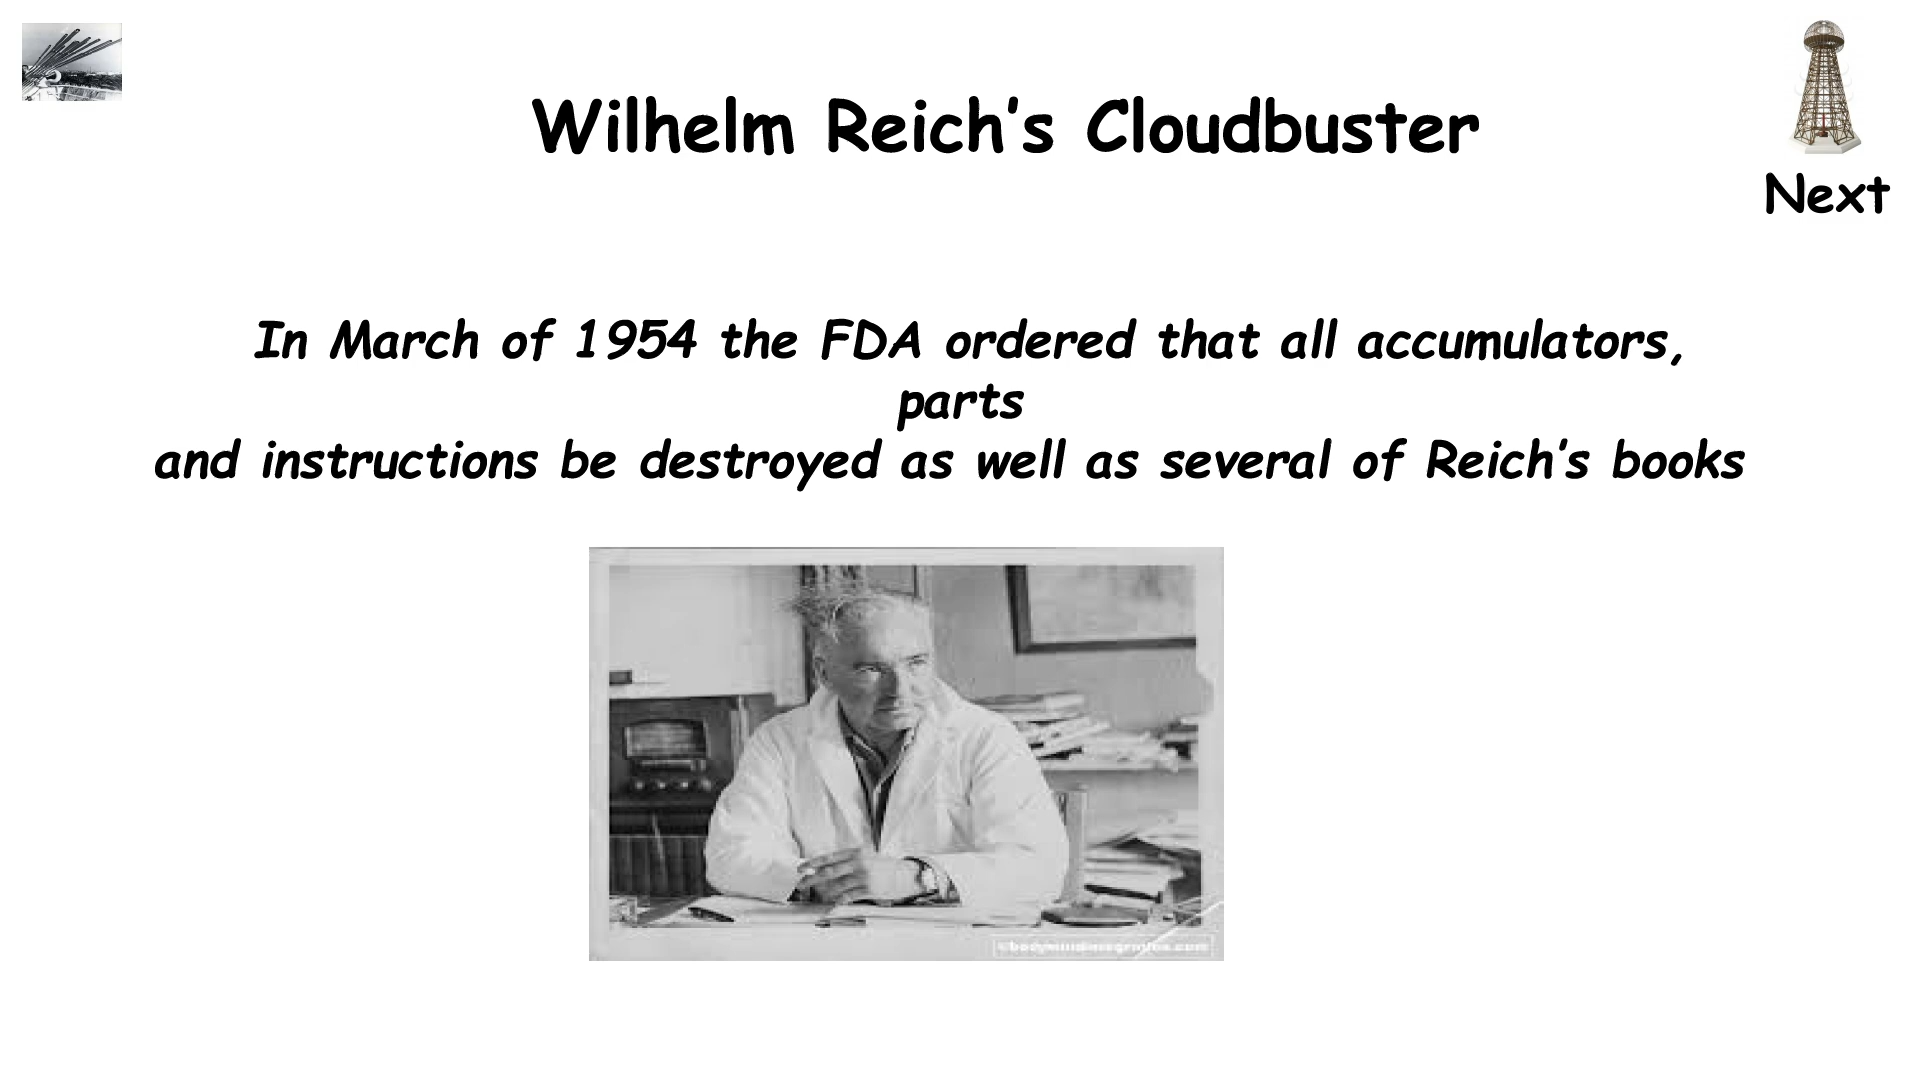 Wilhelm Reich's Cloudbuster
Next
In March of 1954 the FDA ordered that all accumulators,
parts
and instructions be destroyed as well as several of Reich's books